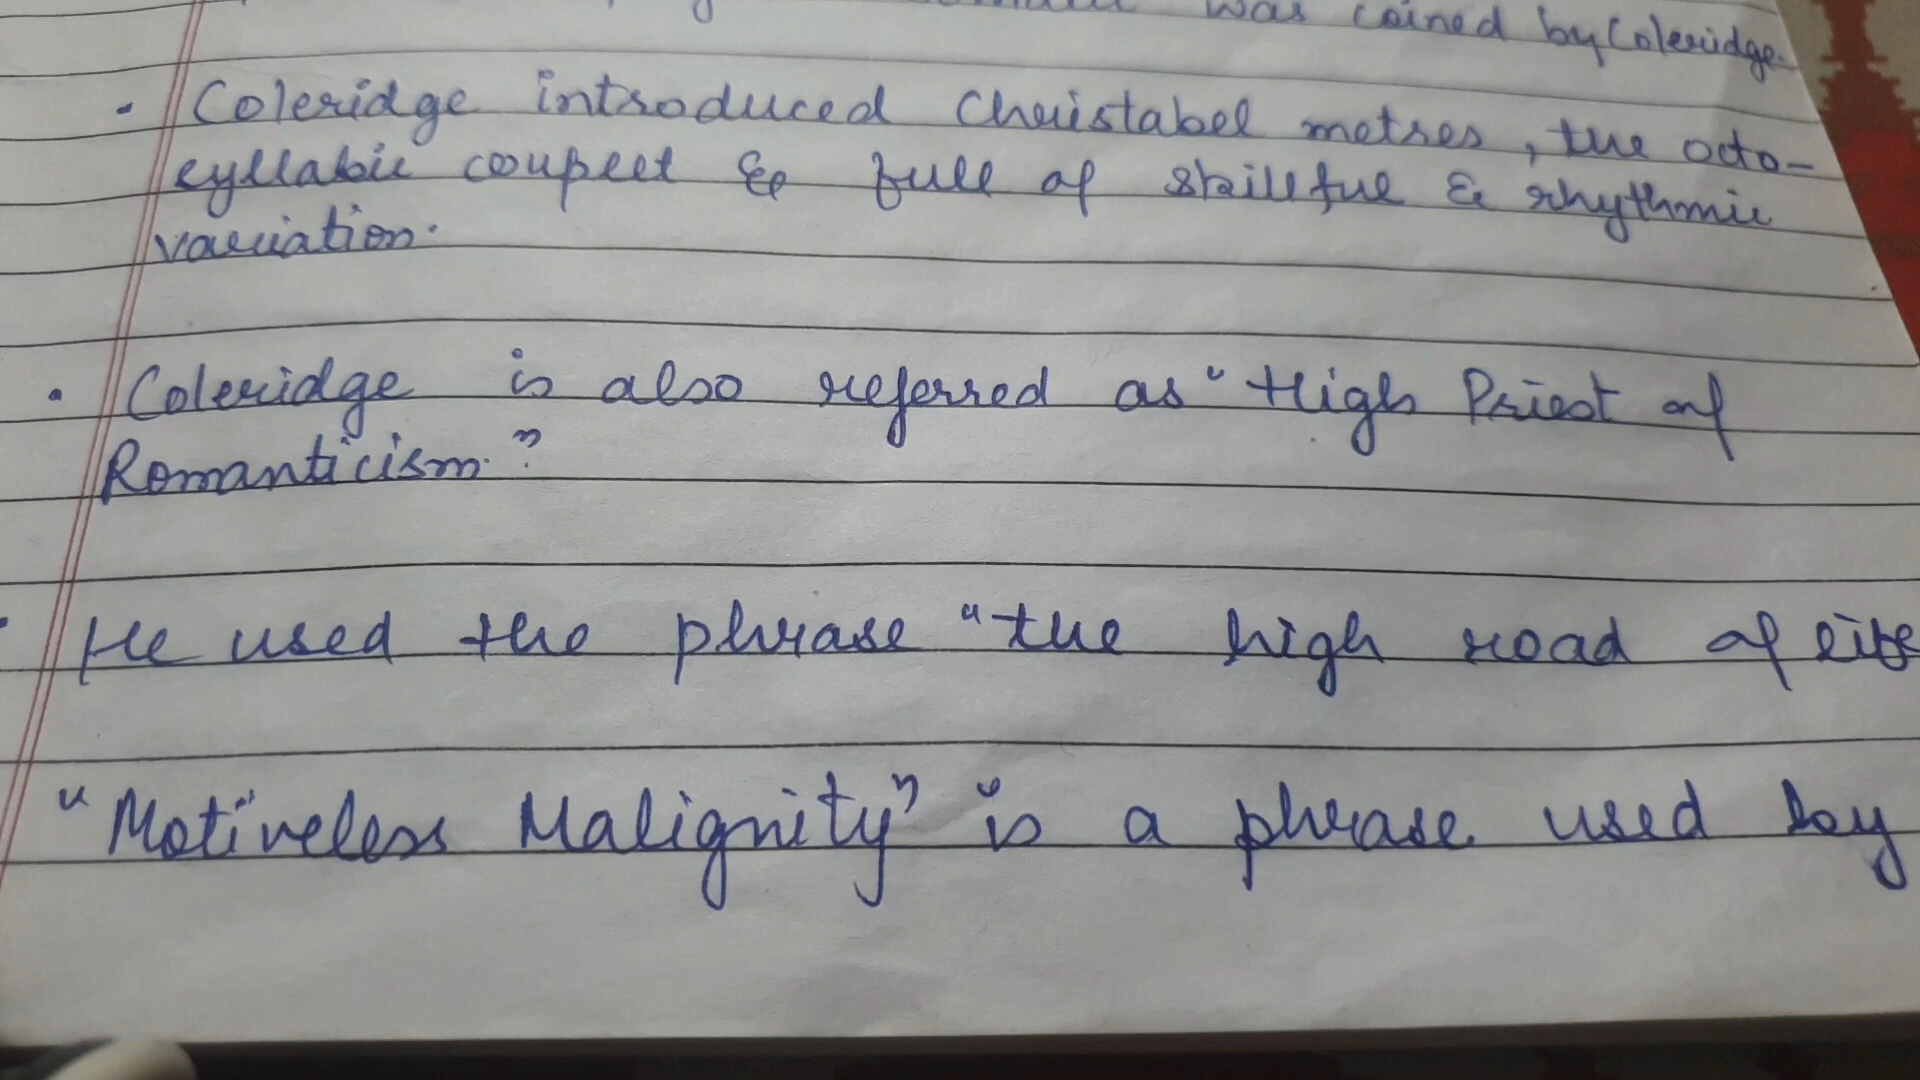 was coined by Coleridge.
• Coleridge introduced Christabel metres, the octo-
syllabic couplet & full of skillful & rhythmic
variation.
• Coleridge is also referred as "High Priest of
Romanticism."
• He used the phrase "the high road of life
"Motiveless Malignity" is a phrase used by